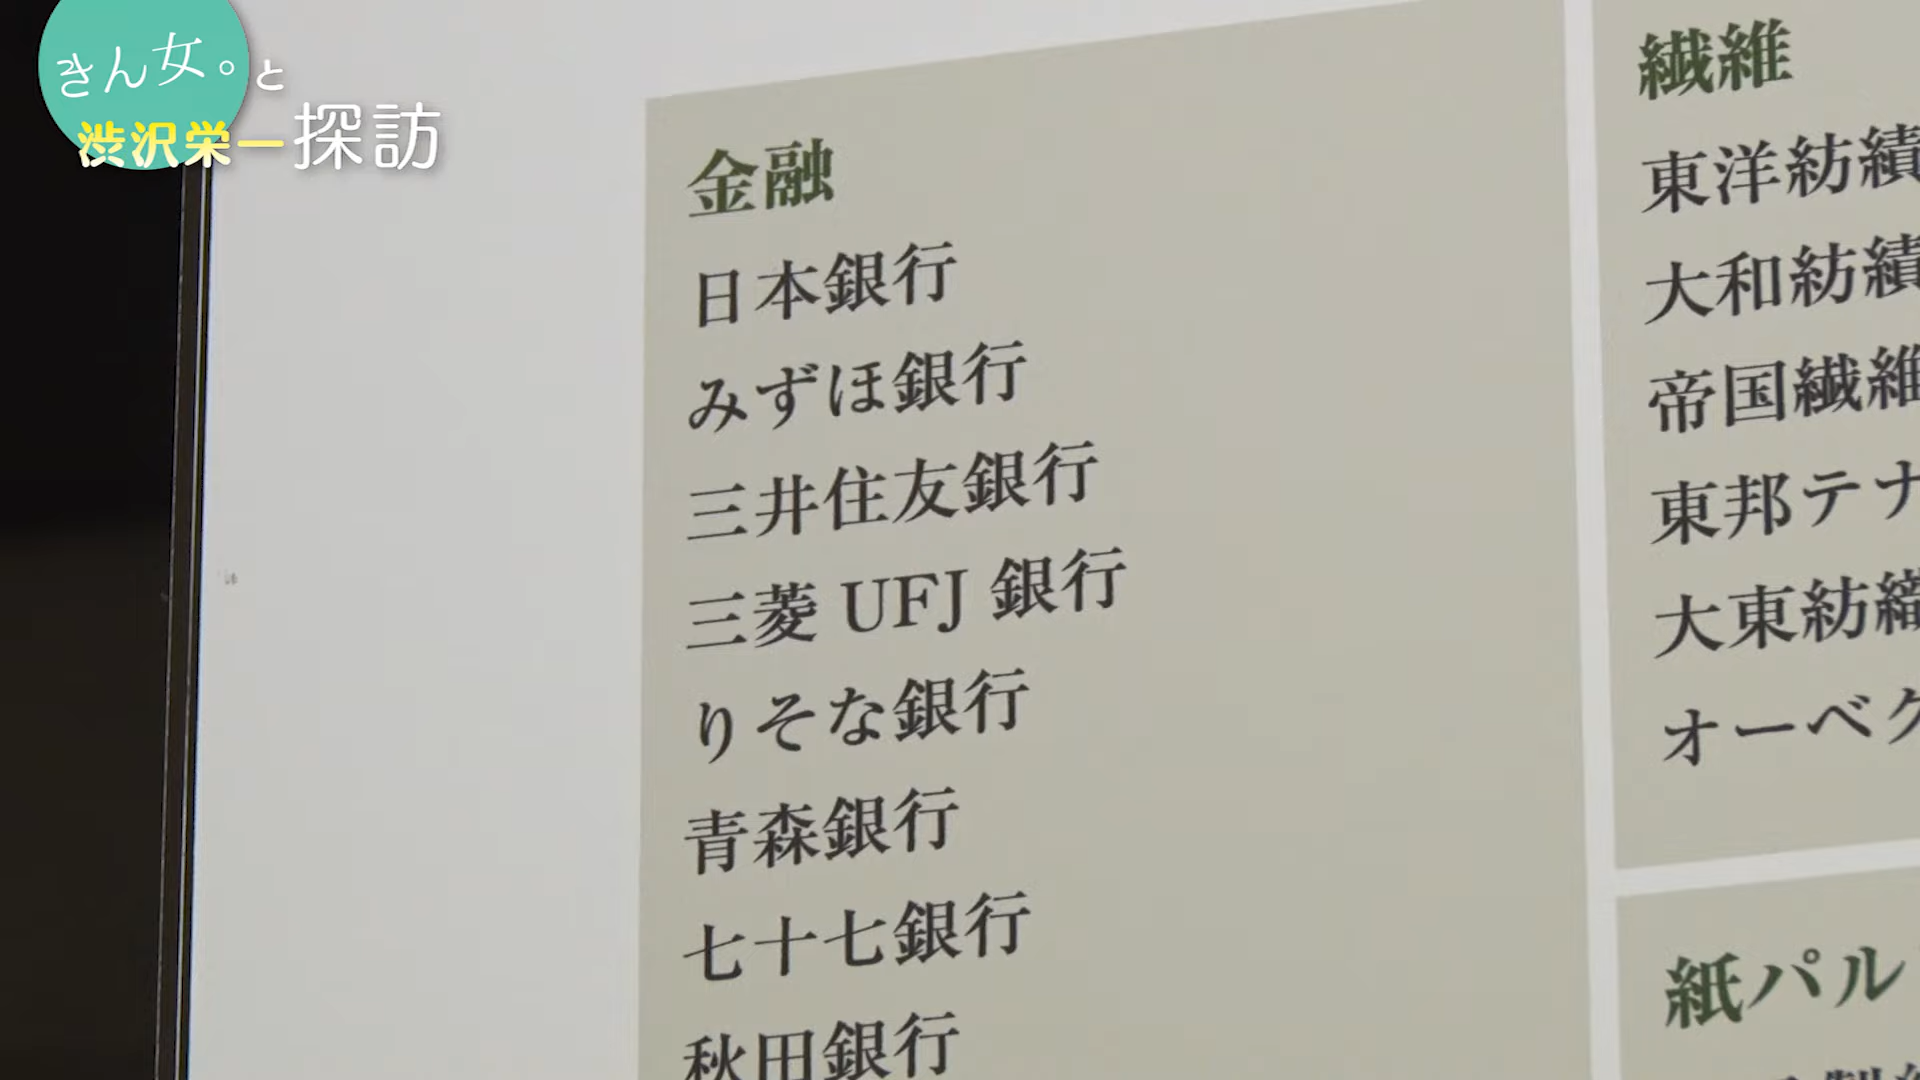 きん女。と
渋沢栄一探訪
金融
日本銀行
みずほ銀行
三井住友銀行
三菱 UFJ 銀行
りそな銀行
青森銀行
七十七銀行
秋田銀行
繊維
東洋紡績
大和紡績
帝国繊維
東邦テナ
大東紡織
オーベク
紙パル